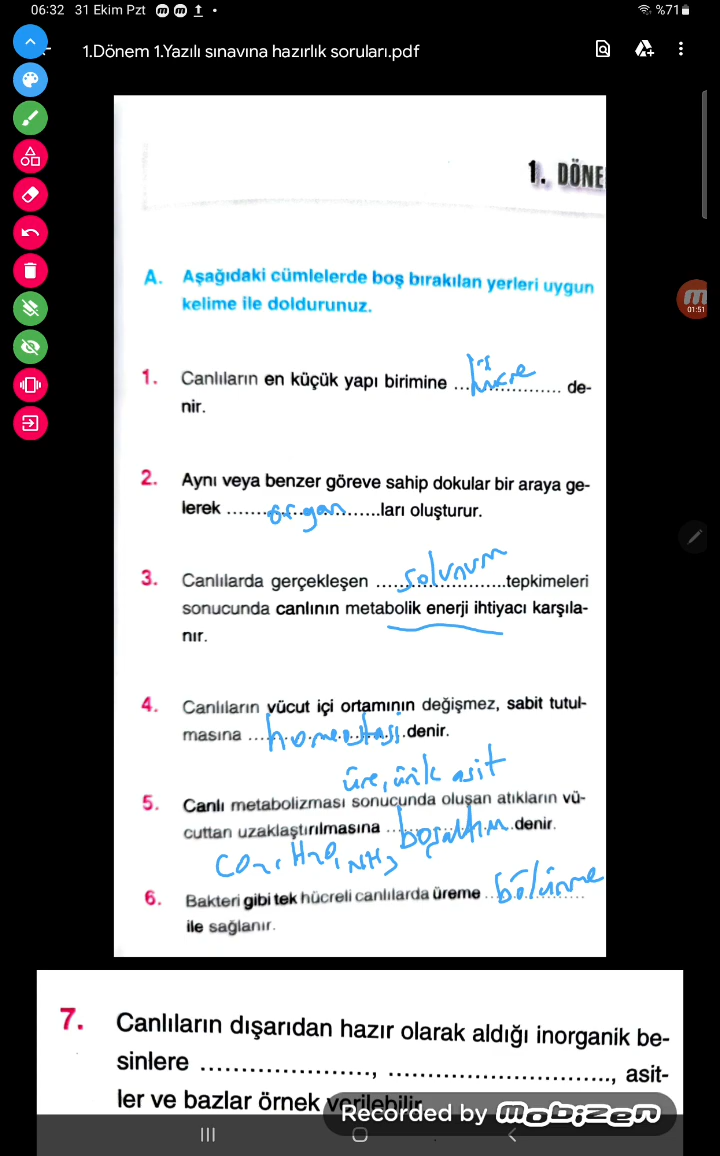 06:32 31 Ekim Pzt
%71
1.Dönem 1.Yazılı sınavına hazırlık soruları.pdf
1. DÖNE
A. Aşağıdaki cümlelerde boş bırakılan yerleri uygun
kelime ile doldurunuz.
01:51
1. Canlıların en küçük yapı birimine ...hücre............ de-
nir.
2. Aynı veya benzer göreve sahip dokular bir araya ge-
lerek .......organ.......ları oluşturur.
3. Canlılarda gerçekleşen ....solunum....tepkimeleri
sonucunda canlının metabolik enerji ihtiyacı karşıla-
nır.
4. Canlıların vücut içi ortamının değişmez, sabit tutul-
masına ...homeostasi.denir.
üre, ürik asit
5. Canlı metabolizması sonucunda oluşan atıkların vü-
cuttan uzaklaştırılmasına ..boşaltım..denir.
CO2, H2O, NH3
6. Bakteri gibi tek hücreli canlılarda üreme ..bölünme
ile sağlanır.
7. Canlıların dışarıdan hazır olarak aldığı inorganik be-
sinlere ...................., .........................., asit-
ler ve bazlar örnek verilebilir
Recorded by mobizen